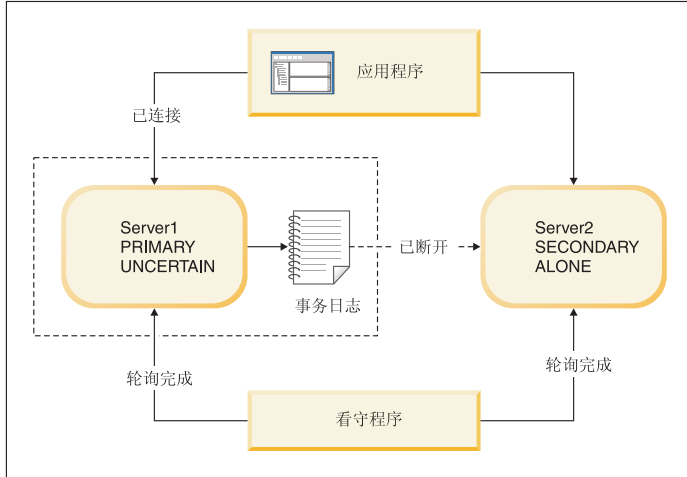 应用程序
已连接
Server1
PRIMARY
UNCERTAIN
事务日志
已断开
Server2
SECONDARY
ALONE
轮询完成
轮询完成
看守程序